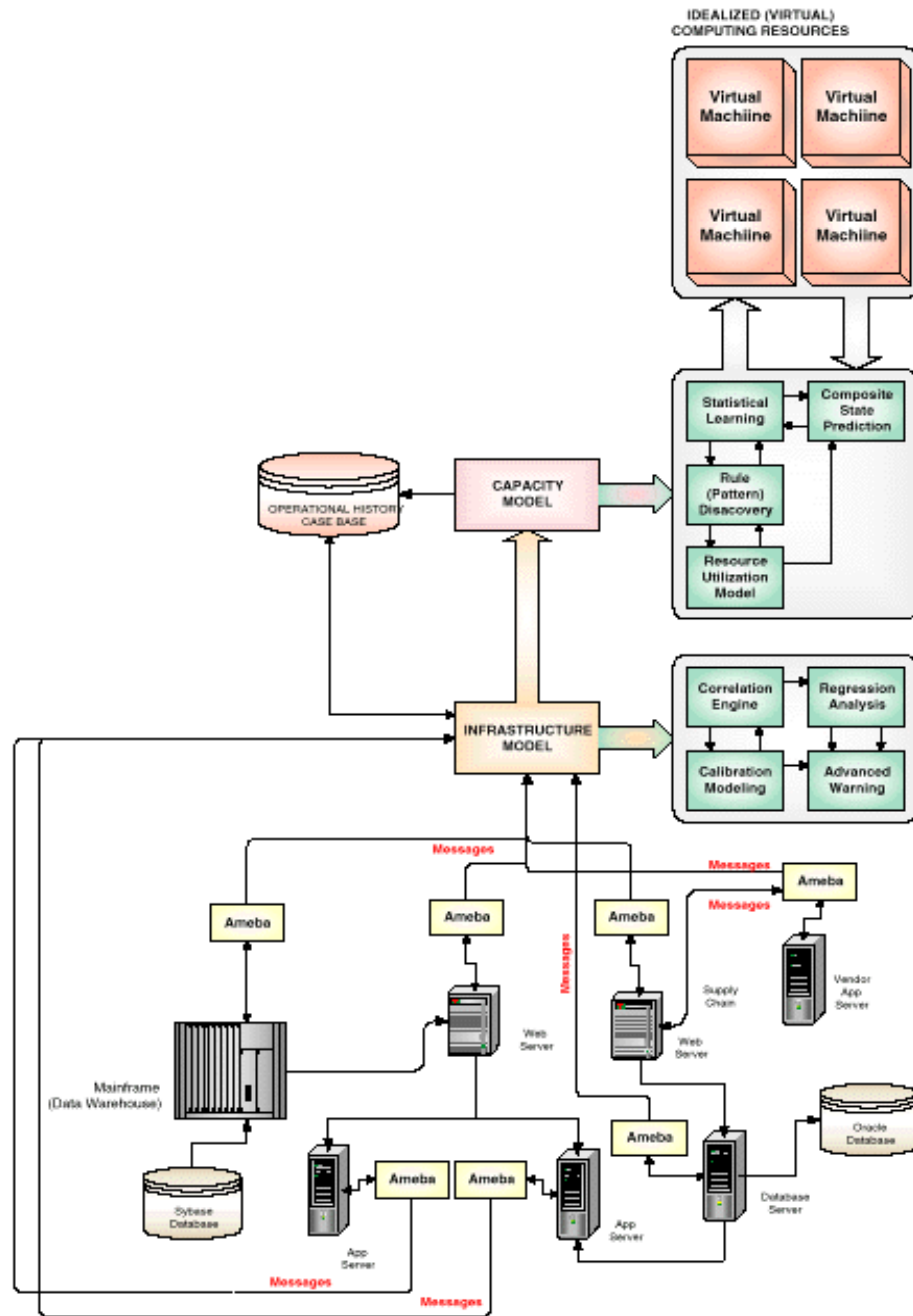 IDEALIZED (VIRTUAL)
COMPUTING RESOURCES
Virtual
Machiine
Virtual
Machiine
Virtual
Machiine
Virtual
Machiine
Statistical
Learning
Composite
State
Prediction
Rule
(Pattern)
Disacovery
Resource
Utilization
Model
CAPACITY
MODEL
OPERATIONAL HISTORY
CASE BASE
INFRASTRUCTURE
MODEL
Correlation
Engine
Regression
Analysis
Calibration
Modeling
Advanced
Warning
Messages
Messages
Messages
Messages
Ameba
Ameba
Ameba
Ameba
Supply
Chain
Vendor
App
Server
Web
Server
Web
Server
Mainframe
(Data Warehouse)
Ameba
Oracle
Database
Ameba
Ameba
Sybase
Database
App
Server
App
Server
Database
Server
Messages
Messages